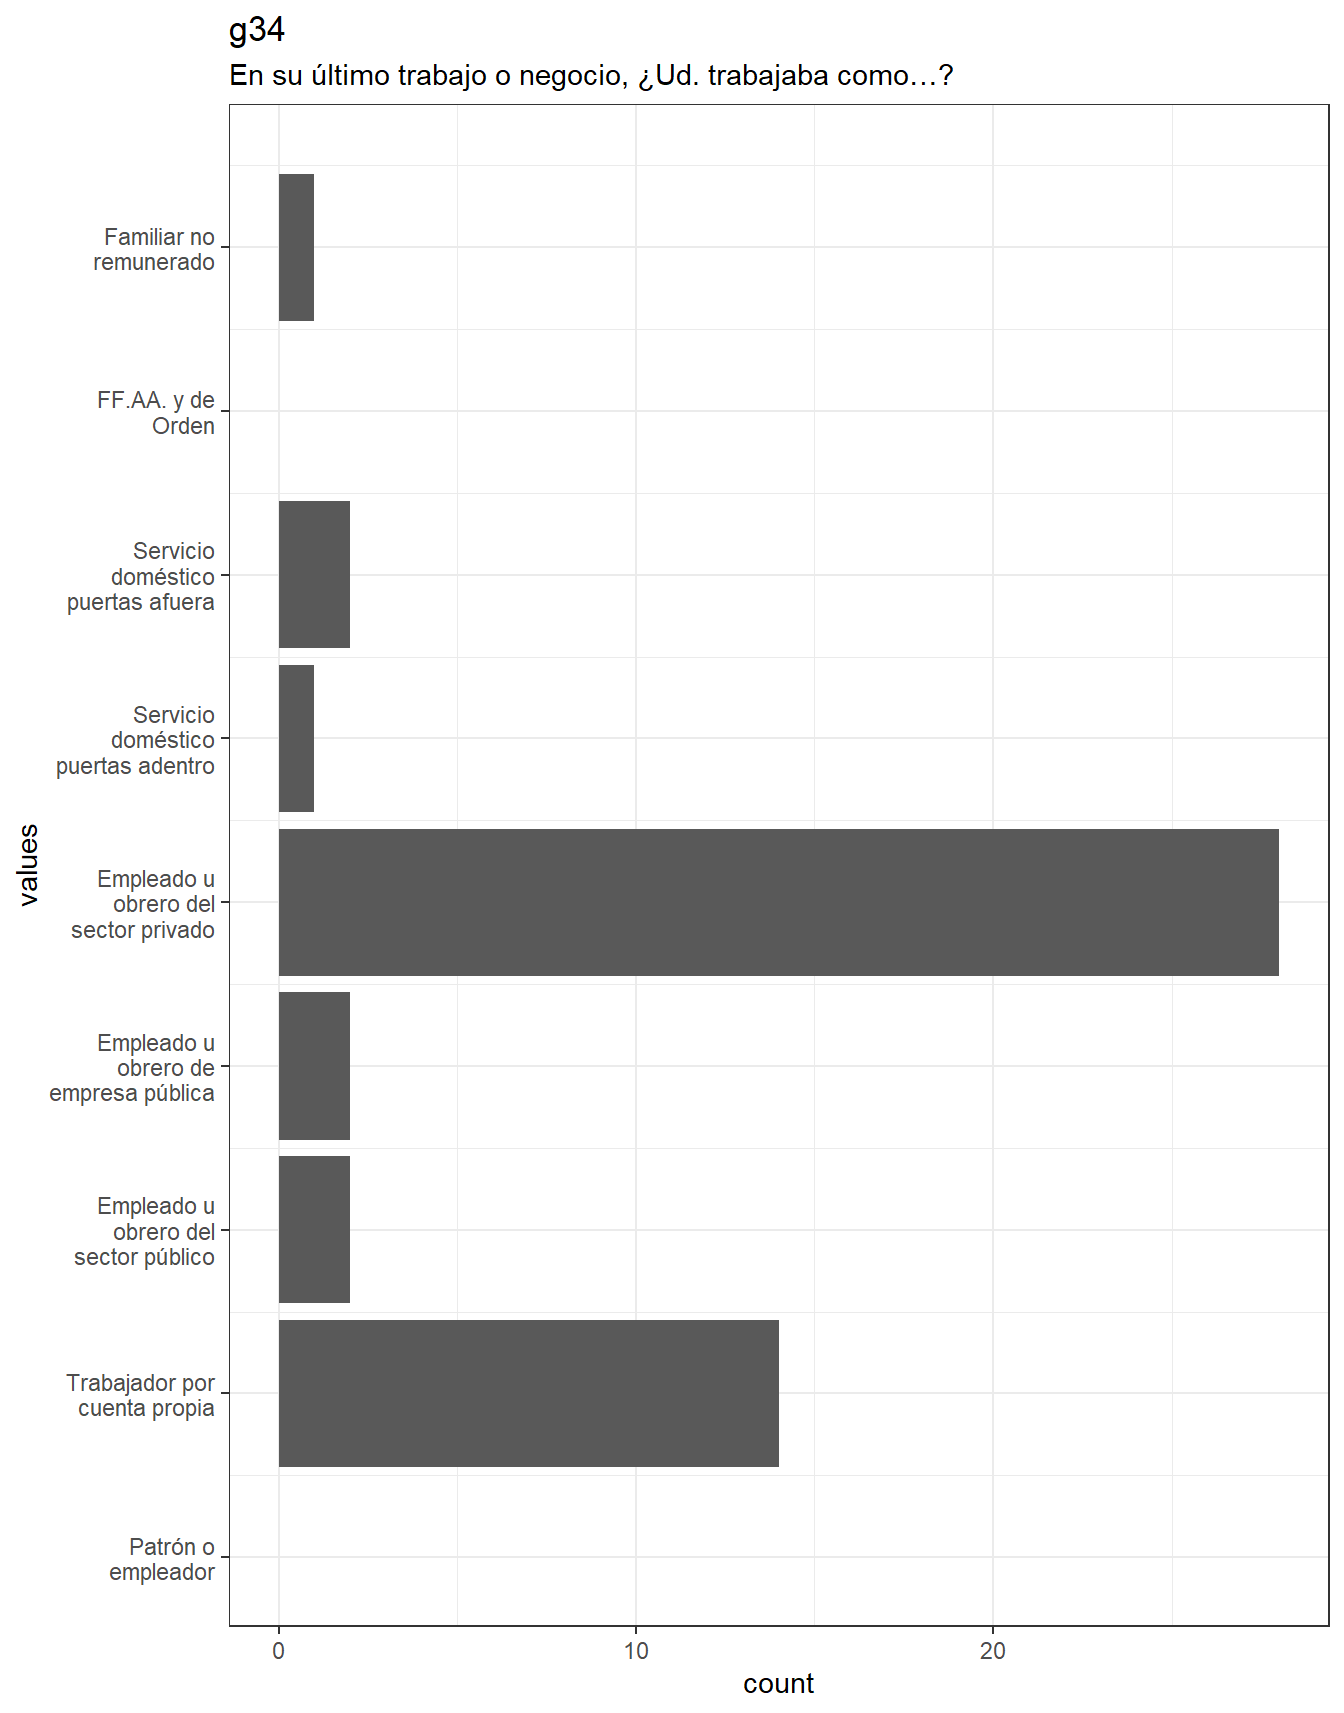 g34
En su último trabajo o negocio, ¿Ud. trabajaba como…?
values
Familiar no
remunerado
FF.AA. y de
Orden
Servicio
doméstico
puertas afuera
Servicio
doméstico
puertas adentro
Empleado u
obrero del
sector privado
Empleado u
obrero de
empresa pública
Empleado u
obrero del
sector público
Trabajador por
cuenta propia
Patrón o
empleador
0 10 20
count